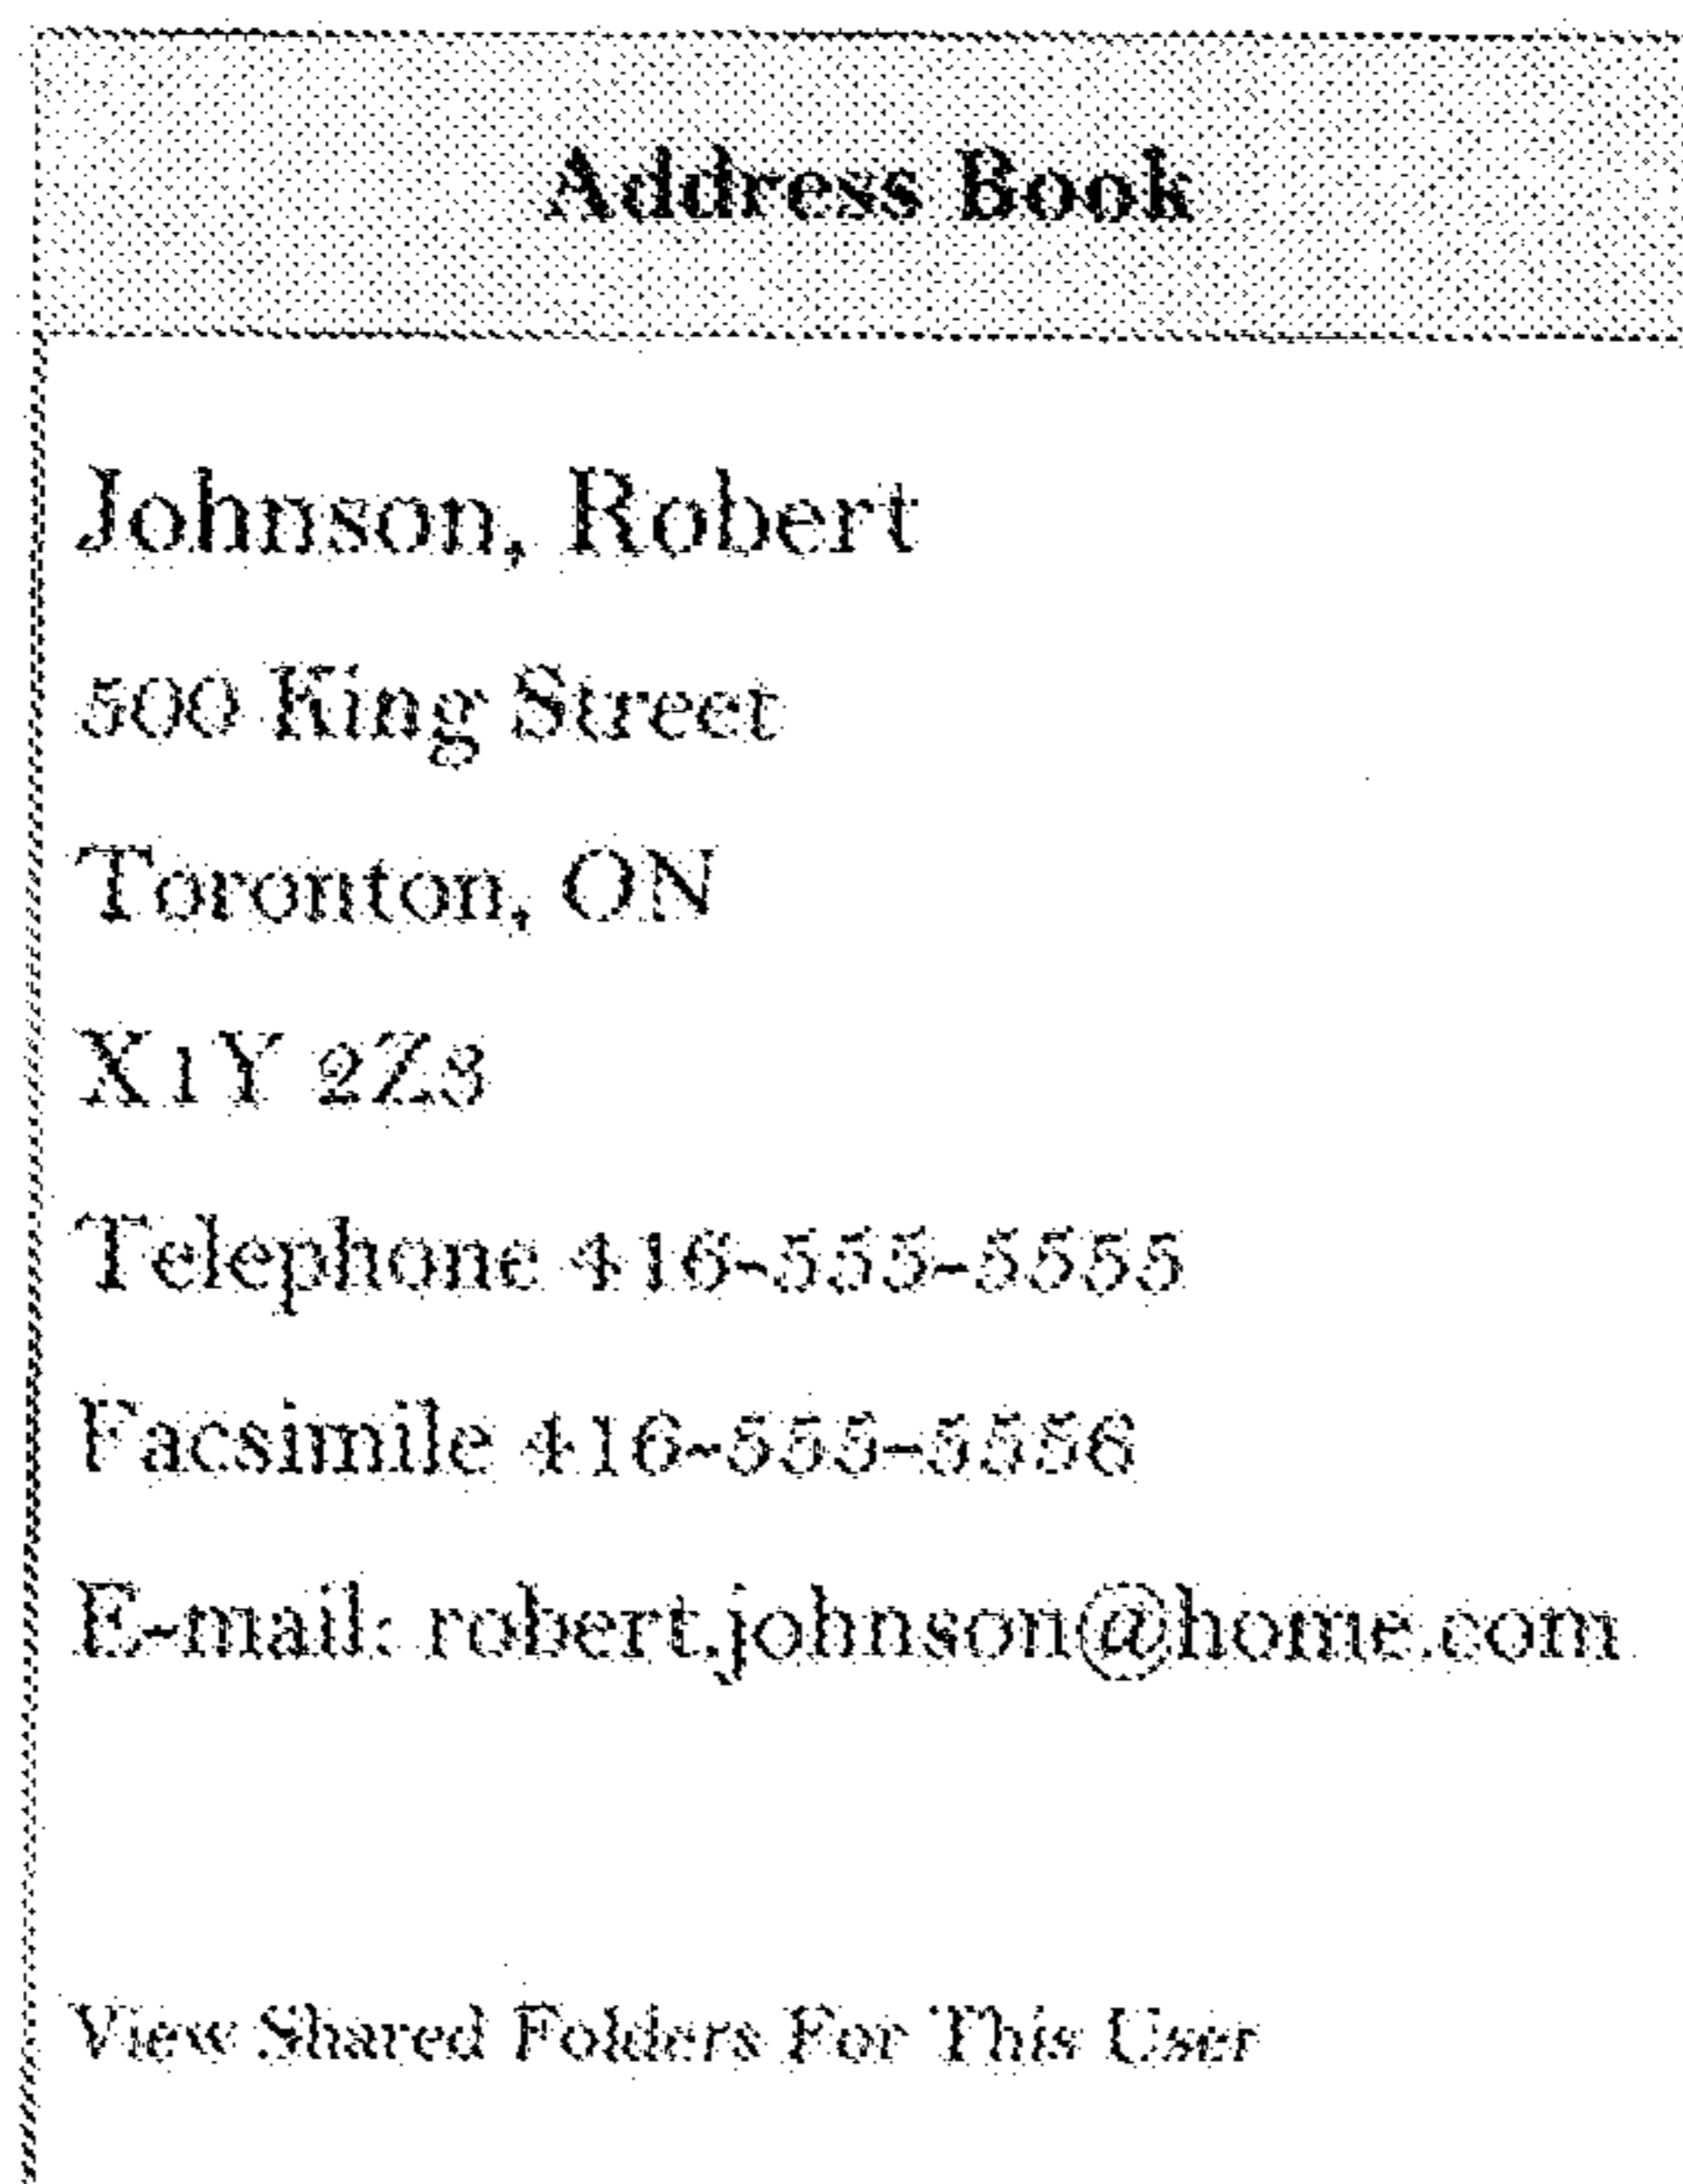 Address Book
Johnson, Robert
500 King Street
Toronton, ON
X1Y 2Z3
Telephone 416-555-5555
Facsimile 416-555-5556
E-mail: robert.johnson@home.com
View Shared Folders For This User